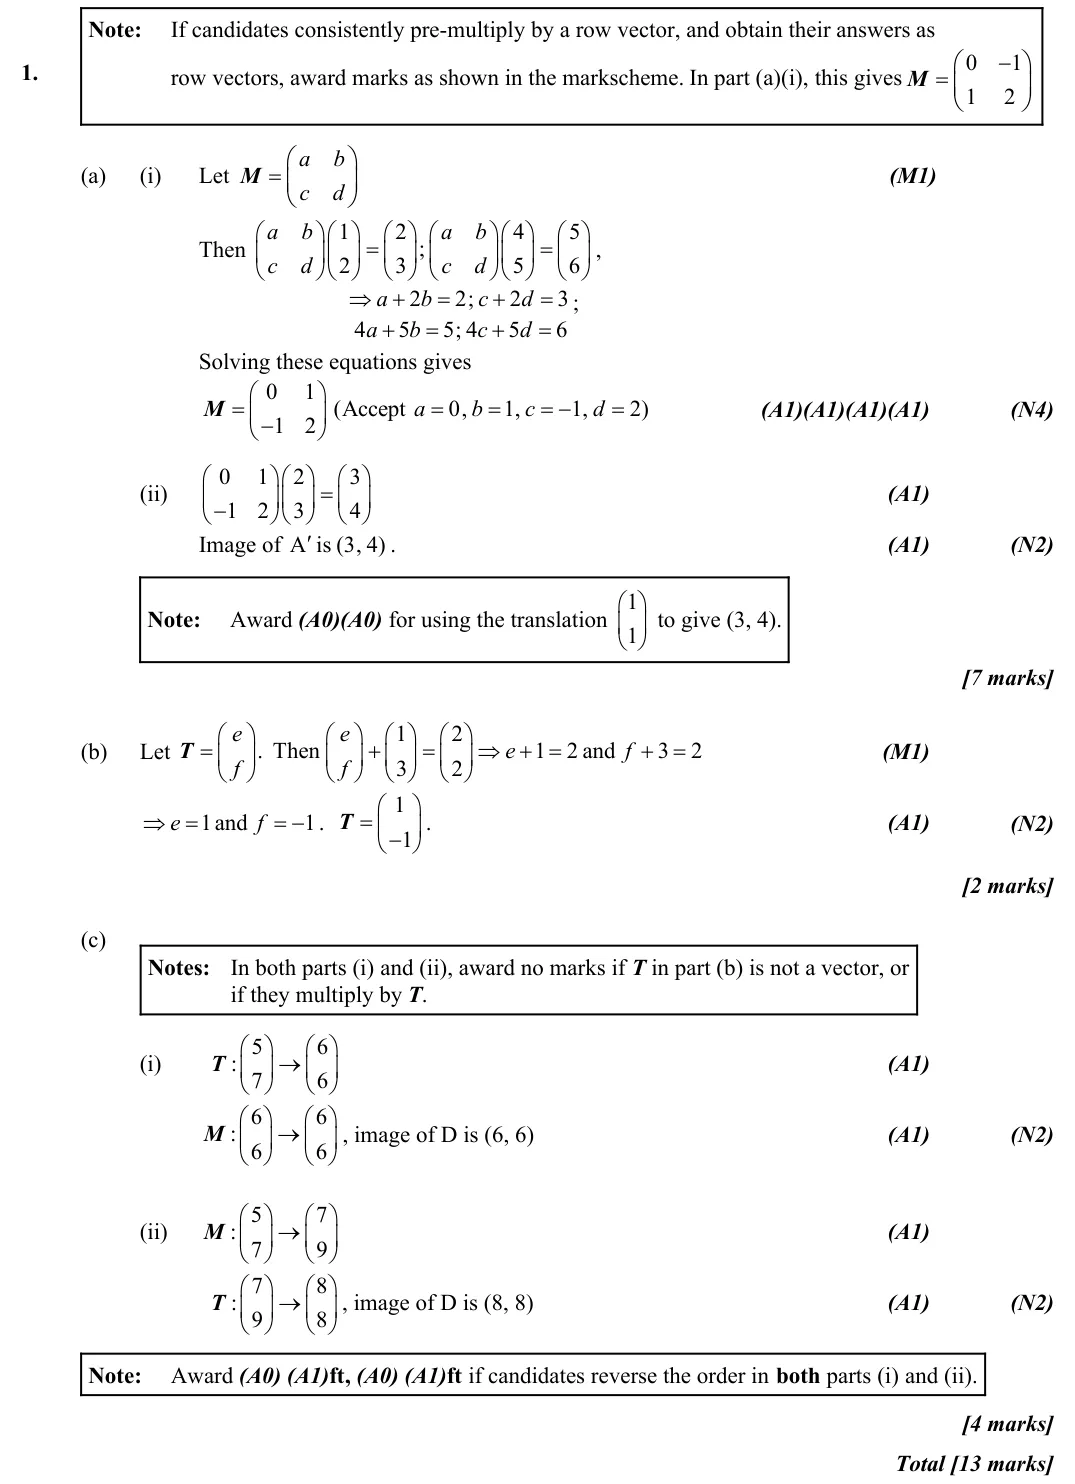 Note: If candidates consistently pre-multiply by a row vector, and obtain their answers as
1. row vectors, award marks as shown in the markscheme. In part (a)(i), this gives M = (0 −1; 1 2)
(a) (i) Let M = (a b; c d) (M1)
Then (a b; c d)(1; 2) = (2; 3); (a b; c d)(4; 5) = (5; 6),
⇒ a + 2b = 2; c + 2d = 3 ;
4a + 5b = 5; 4c + 5d = 6
Solving these equations gives
M = (0 1; −1 2) (Accept a = 0, b = 1, c = −1, d = 2) (A1)(A1)(A1)(A1) (N4)
(ii) (0 1; −1 2)(2; 3) = (3; 4) (A1)
Image of A′ is (3, 4) . (A1) (N2)
Note: Award (A0)(A0) for using the translation (1; 1) to give (3, 4).
[7 marks]
(b) Let T = (e; f). Then (e; f) + (1; 3) = (2; 2) ⇒ e + 1 = 2 and f + 3 = 2 (M1)
⇒ e = 1 and f = −1 . T = (1; −1). (A1) (N2)
[2 marks]
(c)
Notes: In both parts (i) and (ii), award no marks if T in part (b) is not a vector, or
if they multiply by T.
(i) T : (5; 7) → (6; 6) (A1)
M : (6; 6) → (6; 6), image of D is (6, 6) (A1) (N2)
(ii) M : (5; 7) → (7; 9) (A1)
T : (7; 9) → (8; 8), image of D is (8, 8) (A1) (N2)
Note: Award (A0) (A1)ft, (A0) (A1)ft if candidates reverse the order in both parts (i) and (ii).
[4 marks]
Total [13 marks]